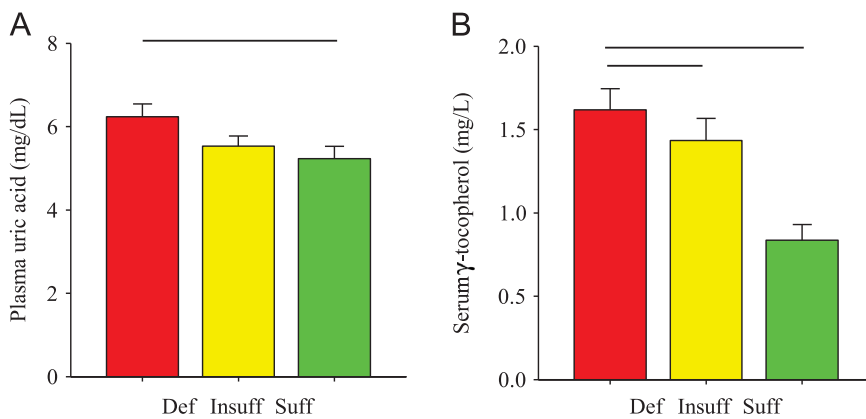 A
Plasma uric acid (mg/dL)
8
6
4
2
0
Def Insuff Suff
B
Serum γ-tocopherol (mg/L)
2.0
1.5
1.0
0.5
0.0
Def Insuff Suff